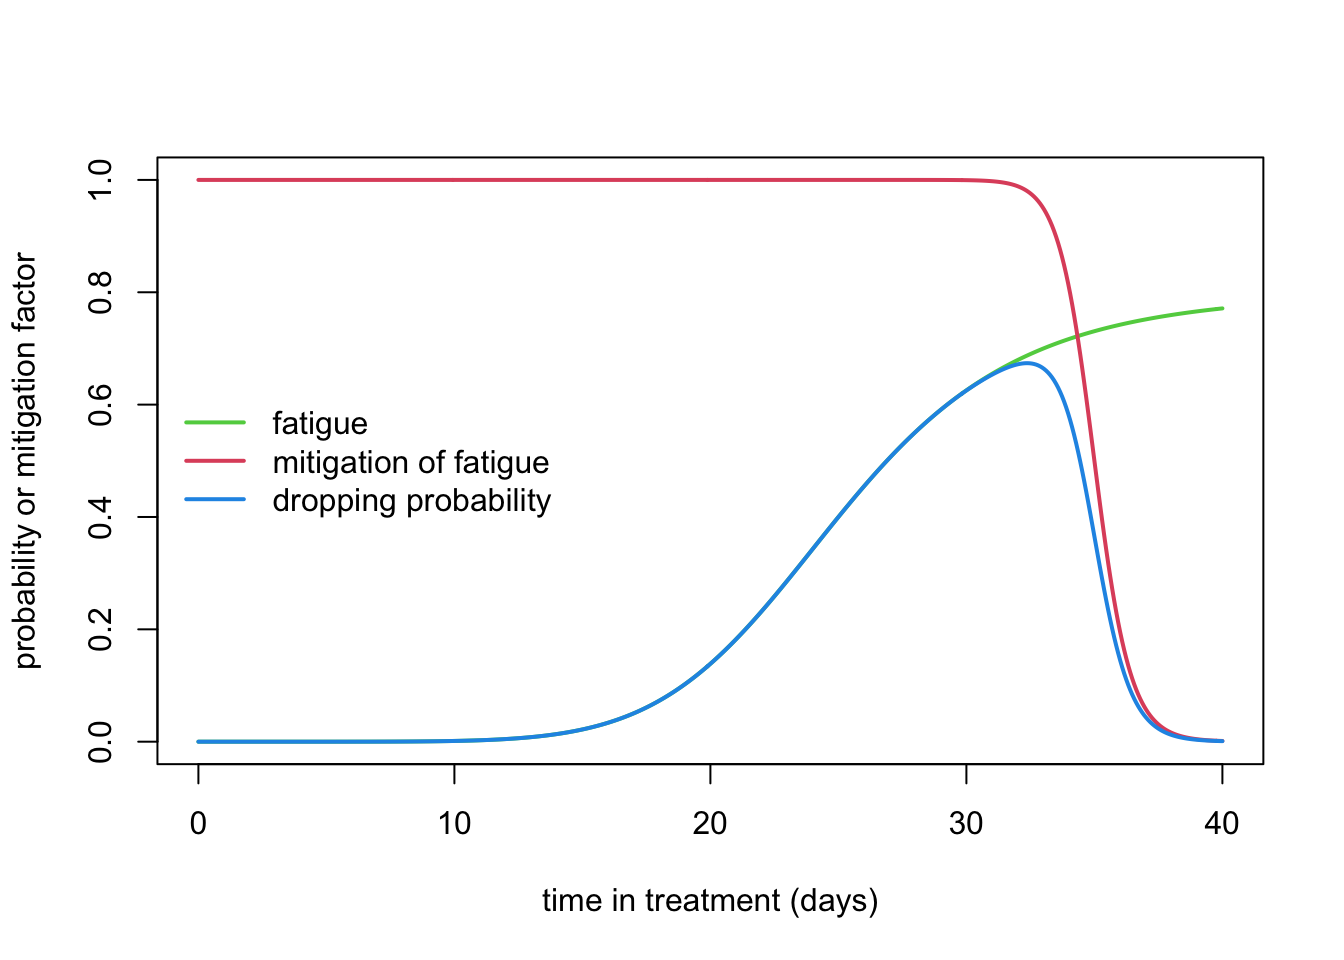 probability or mitigation factor
1.0
0.8
0.6
0.4
0.2
0.0
fatigue
mitigation of fatigue
dropping probability
0 10 20 30 40
time in treatment (days)